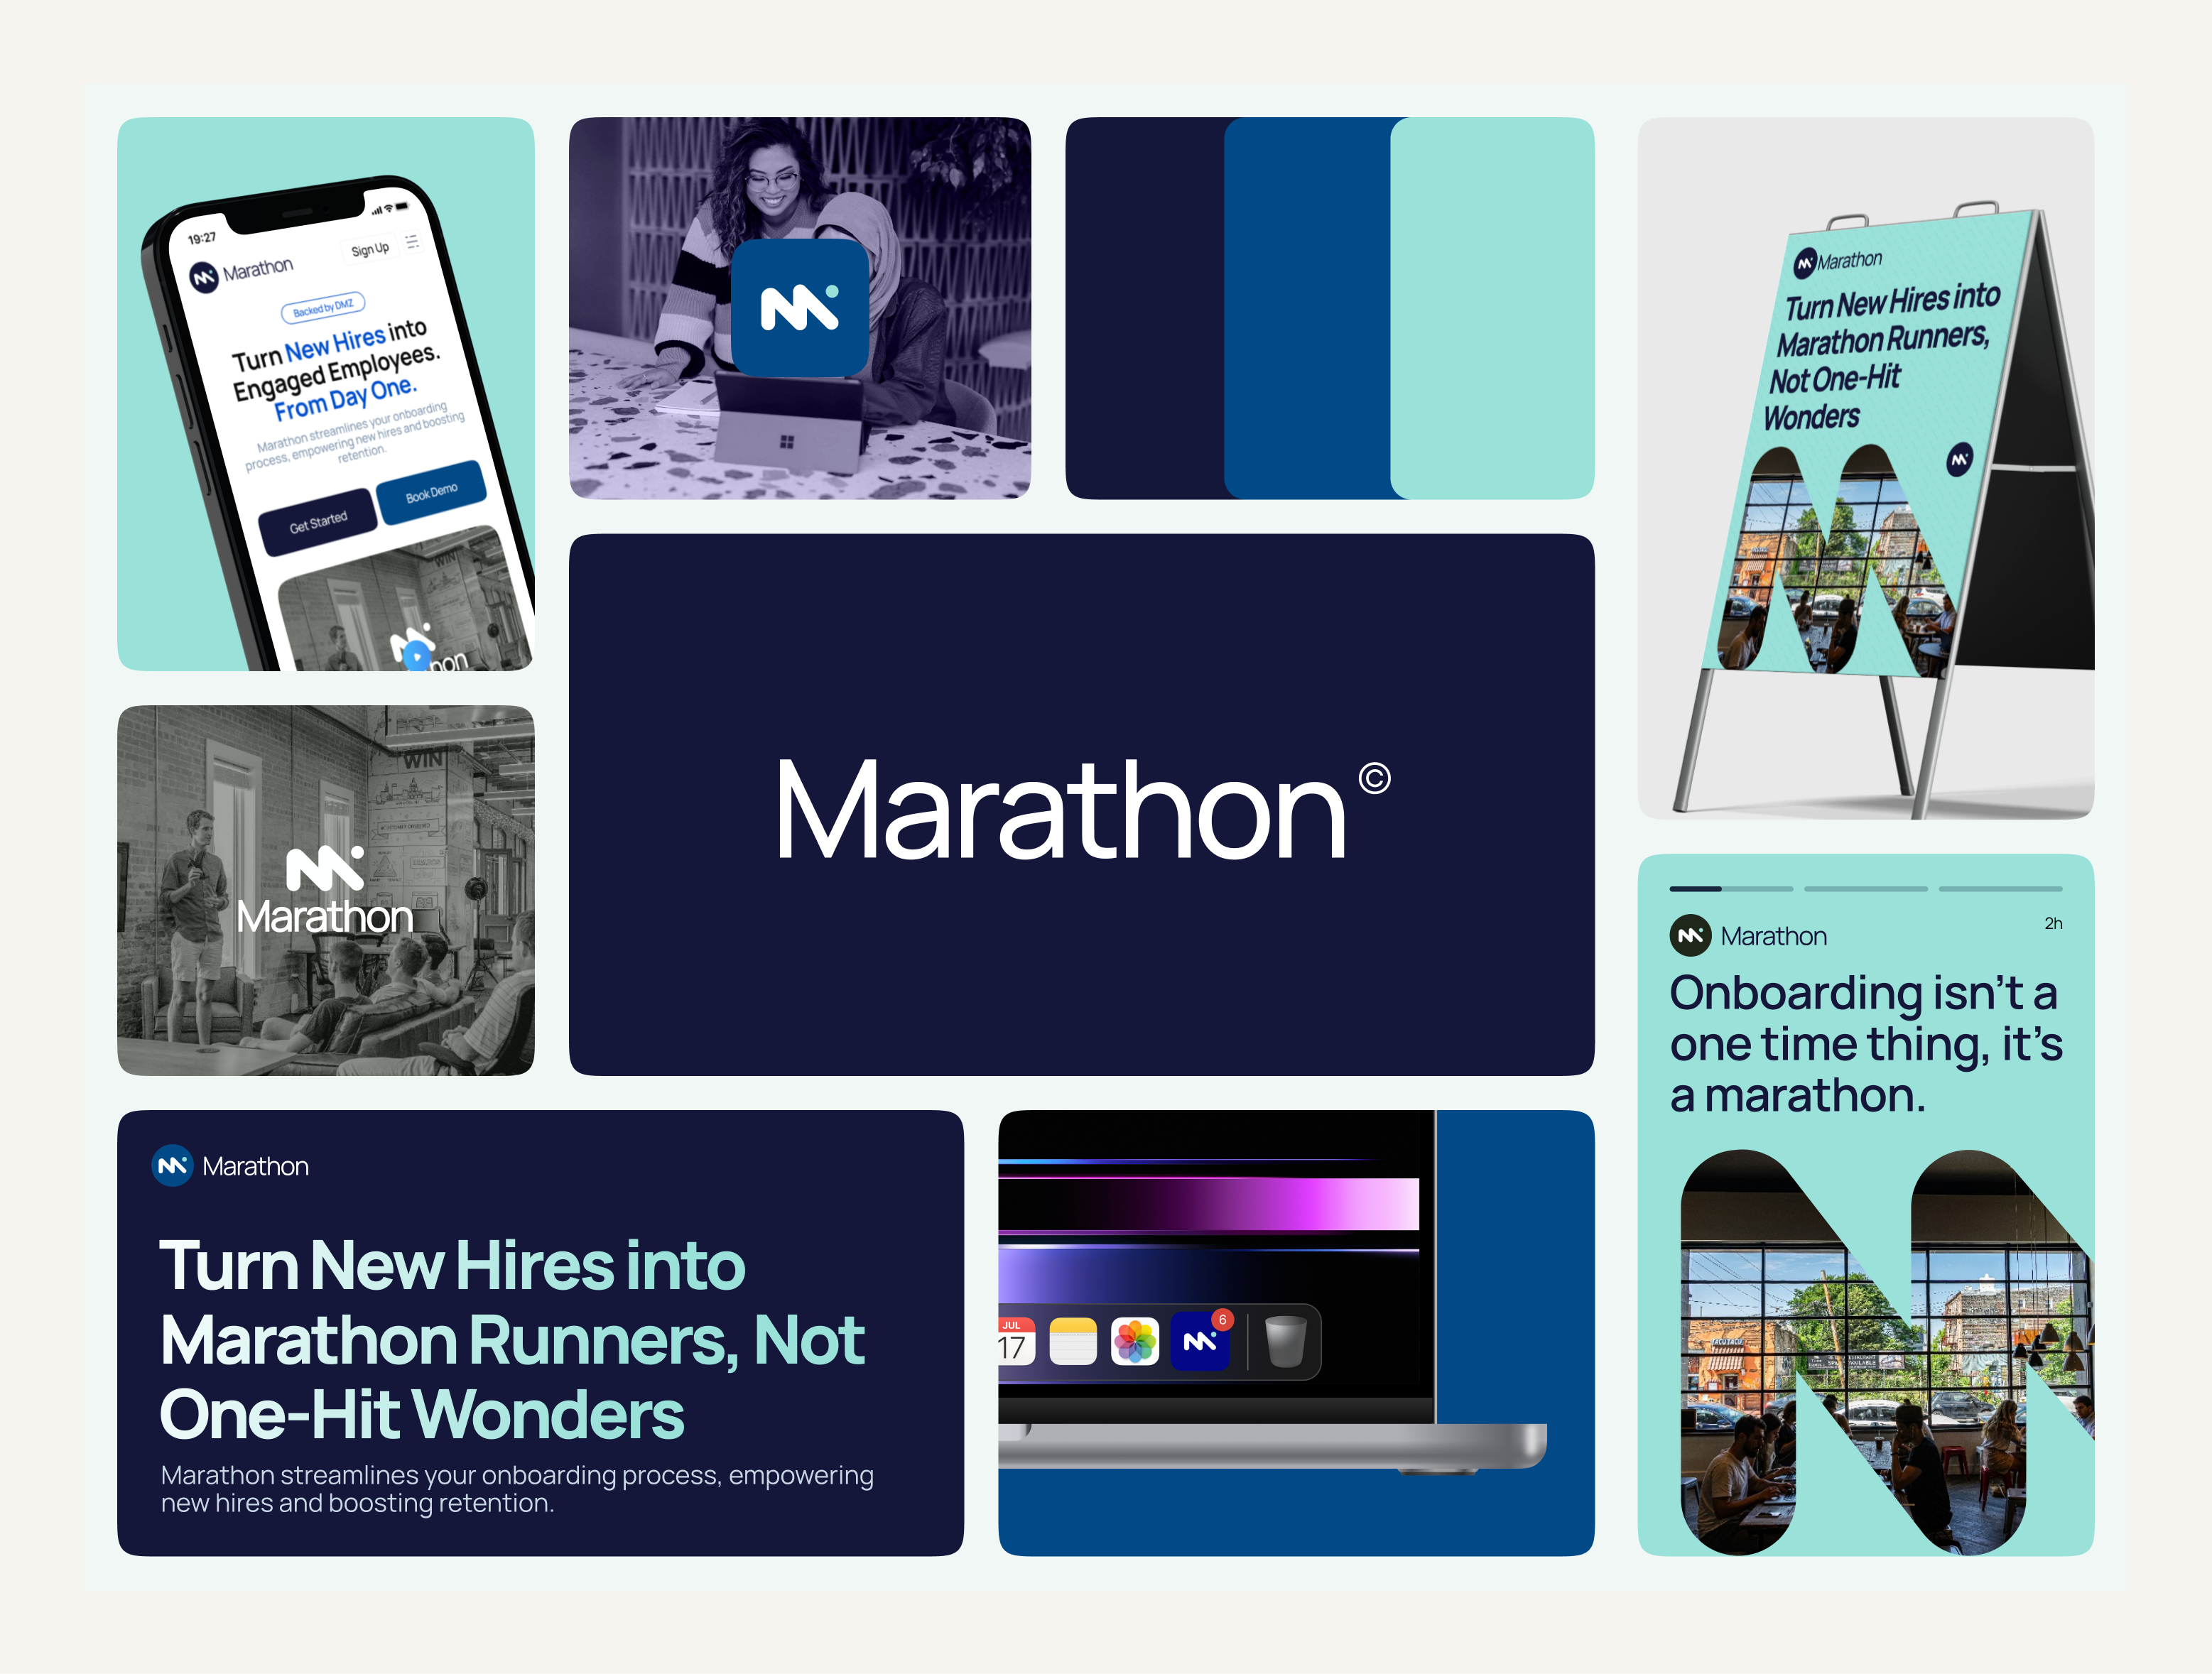 19:27
Sign Up
Marathon
Backed by DMZ
Turn New Hires into
Engaged Employees.
From Day One.
Marathon streamlines your onboarding
process, empowering new hires and boosting
retention.
Get Started
Book Demo
WIN
Marathon
Turn New Hires into
Marathon Runners,
Not One-Hit
Wonders
WIN
Marathon
Marathon©
Marathon
2h
Onboarding isn't a
one time thing, it's
a marathon.
Marathon
Turn New Hires into
Marathon Runners, Not
One-Hit Wonders
Marathon streamlines your onboarding process, empowering
new hires and boosting retention.
JUL
17
6